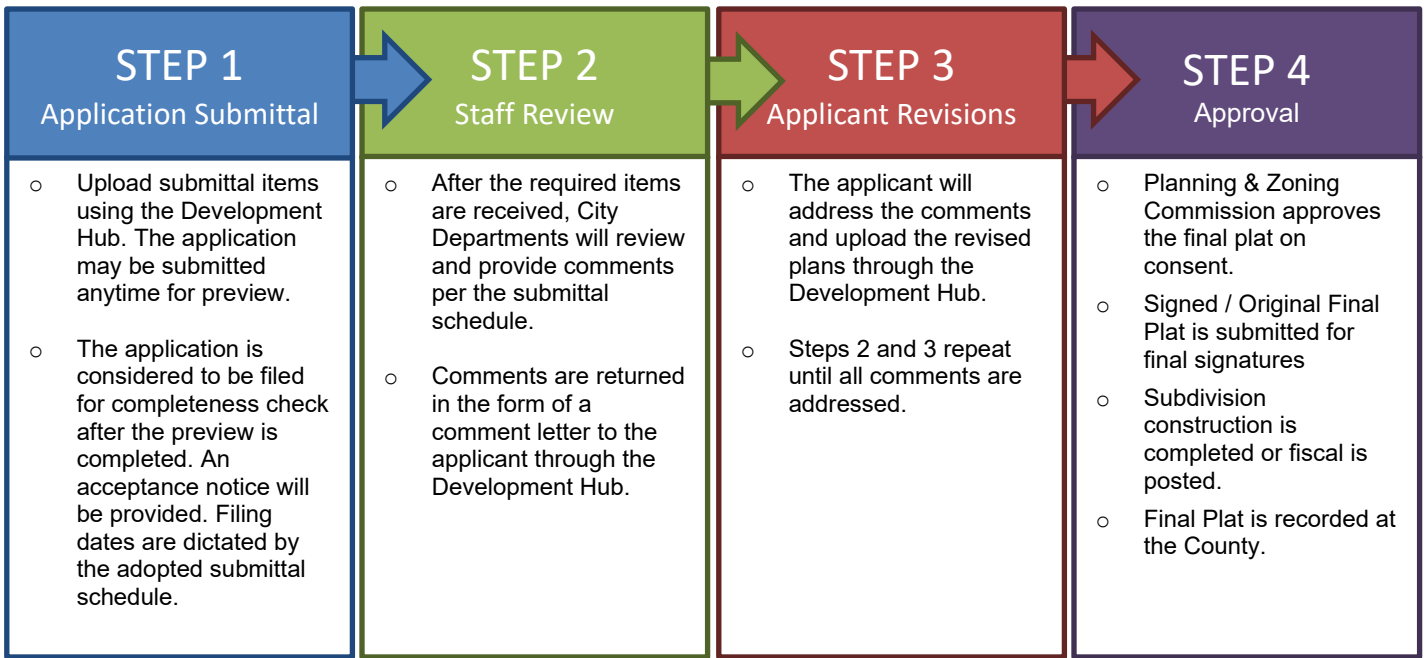 STEP 1
Application Submittal
○ Upload submittal items
using the Development
Hub. The application
may be submitted
anytime for preview.
○ The application is
considered to be filed
for completeness check
after the preview is
completed. An
acceptance notice will
be provided. Filing
dates are dictated by
the adopted submittal
schedule.
STEP 2
Staff Review
○ After the required items
are received, City
Departments will review
and provide comments
per the submittal
schedule.
○ Comments are returned
in the form of a
comment letter to the
applicant through the
Development Hub.
STEP 3
Applicant Revisions
○ The applicant will
address the comments
and upload the revised
plans through the
Development Hub.
○ Steps 2 and 3 repeat
until all comments are
addressed.
STEP 4
Approval
○ Planning & Zoning
Commission approves
the final plat on
consent.
○ Signed / Original Final
Plat is submitted for
final signatures
○ Subdivision
construction is
completed or fiscal is
posted.
○ Final Plat is recorded at
the County.